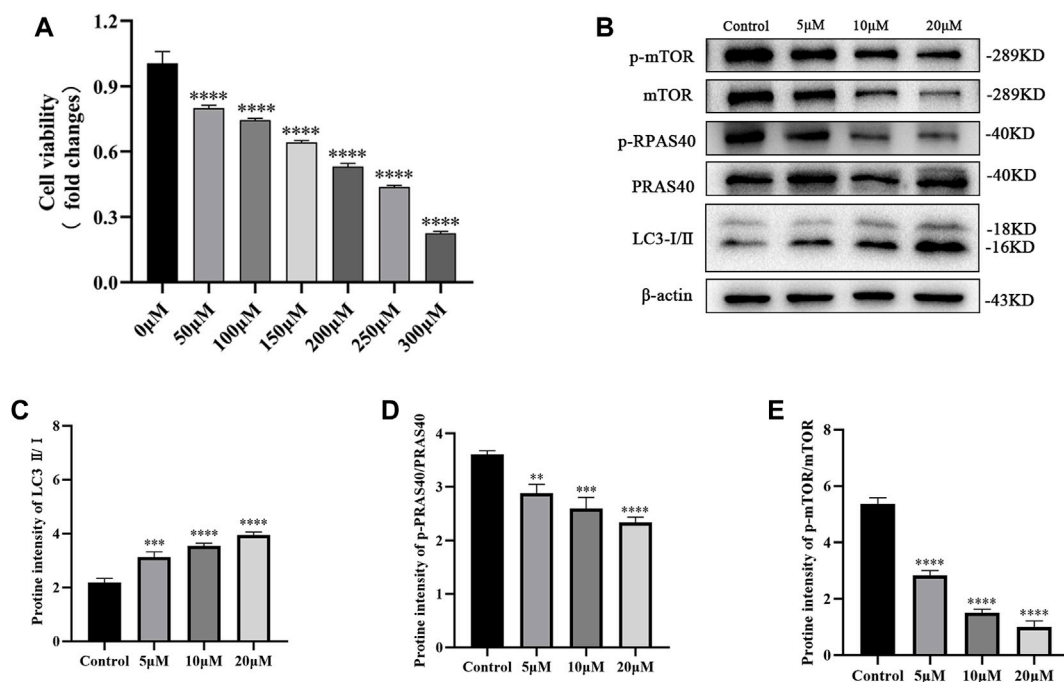 A
Cell viability
( fold changes)
1.2
0.9
0.6
0.3
0.0
****
****
****
****
****
****
0μM
50μM
100μM
150μM
200μM
250μM
300μM
B
Control 5μM 10μM 20μM
p-mTOR -289KD
mTOR -289KD
p-RPAS40 -40KD
PRAS40 -40KD
LC3-I/II -18KD
-16KD
β-actin -43KD
C
Protine intensity of LC3 II/ I
8
6
4
2
0
***
****
****
Control 5μM 10μM 20μM
D
Protine intensity of p-PRAS40/PRAS40
4
3
2
1
0
**
***
****
Control 5μM 10μM 20μM
E
Protine intensity of p-mTOR/mTOR
8
6
4
2
0
****
****
****
Control 5μM 10μM 20μM